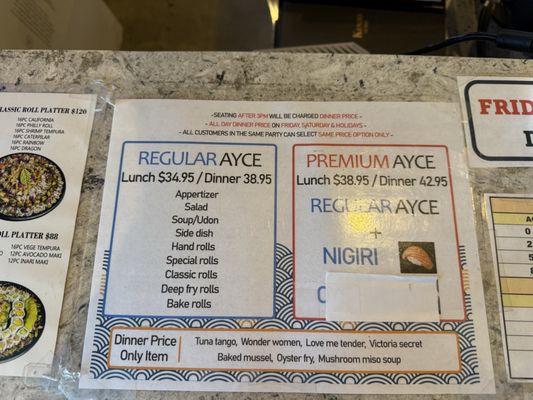 CLASSIC ROLL PLATTER $120
16PC CALIFORNIA
16PC PHILLY ROLL
16PC SHRIMP TEMPURA
16PC CATERPILAR
16PC RAINBOW
16PC DRAGON
ROLL PLATTER $88
16PC VEGE TEMPURA
12PC AVOCADO MAKI
12PC INARI MAKI
-SEATING AFTER 3PM WILL BE CHARGED DINNER PRICE-
- ALL DAY DINNER PRICE ON FRIDAY, SATURDAY & HOLIDAYS -
- ALL CUSTOMERS IN THE SAME PARTY CAN SELECT SAME PRICE OPTION ONLY -
REGULAR AYCE
Lunch $34.95 / Dinner 38.95
Appertizer
Salad
Soup/Udon
Side dish
Hand rolls
Special rolls
Classic rolls
Deep fry rolls
Bake rolls
PREMIUM AYCE
Lunch $38.95 / Dinner 42.95
REGULAR AYCE
+
NIGIRI
Dinner Price
Only Item
Tuna tango, Wonder women, Love me tender, Victoria secret
Baked mussel, Oyster fry, Mushroom miso soup
FRID